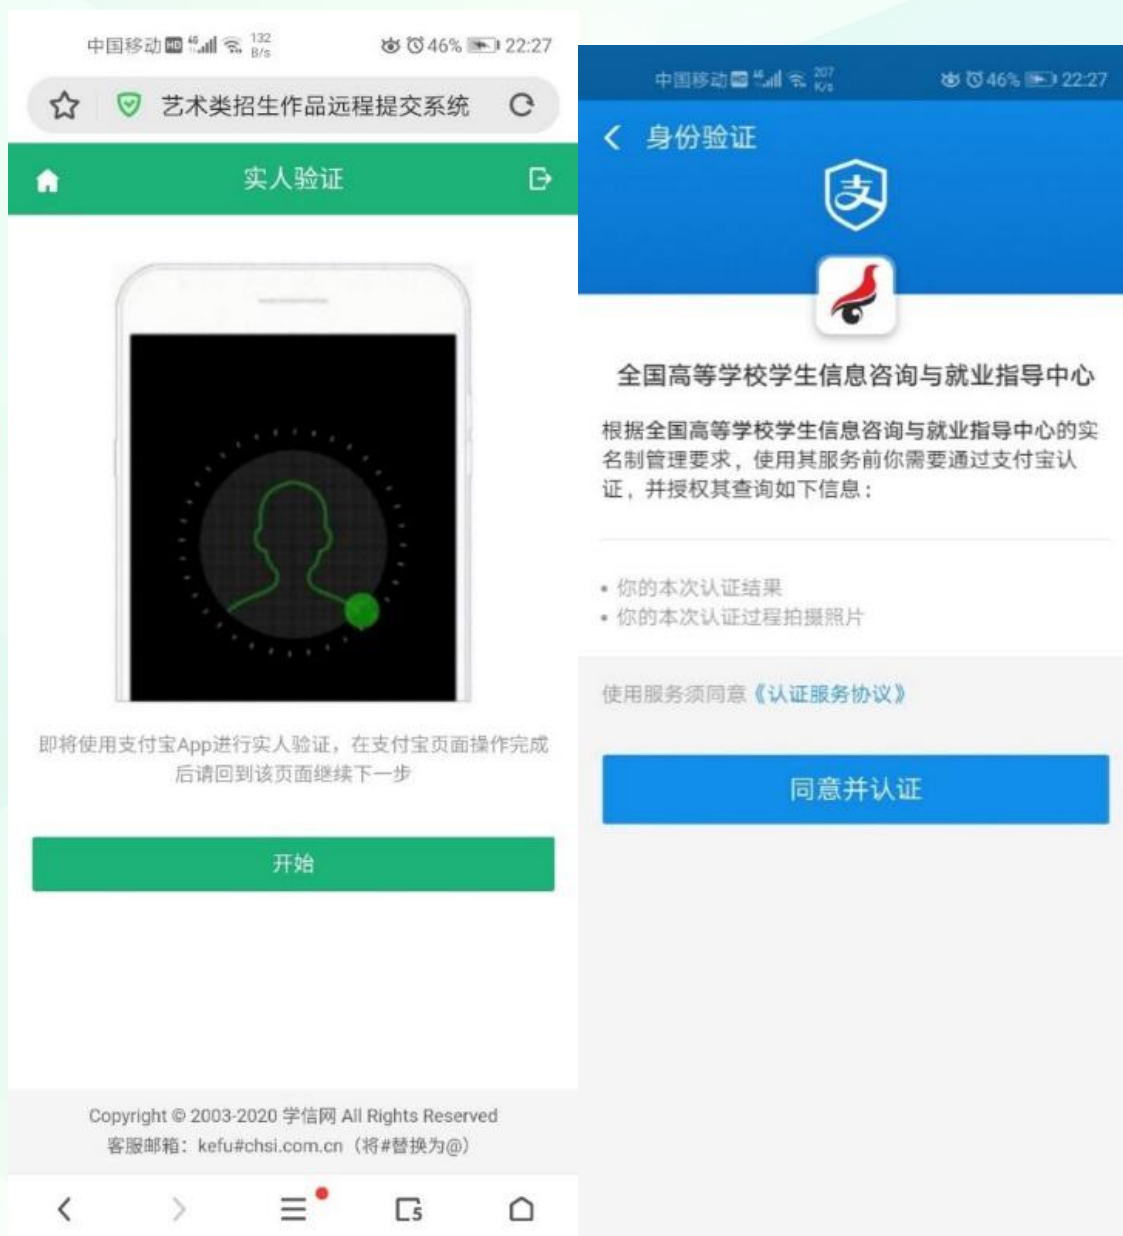 中国移动 HD 4G 132 B/s 46% 22:27
艺术类招生作品远程提交系统
实人验证
即将使用支付宝App进行实人验证，在支付宝页面操作完成
后请回到该页面继续下一步
开始
Copyright © 2003-2020 学信网 All Rights Reserved
客服邮箱：kefu#chsi.com.cn（将#替换为@）
5
中国移动 HD 4G 207 K/s 46% 22:27
身份验证
支
全国高等学校学生信息咨询与就业指导中心
根据全国高等学校学生信息咨询与就业指导中心的实
名制管理要求，使用其服务前你需要通过支付宝认
证，并授权其查询如下信息：
• 你的本次认证结果
• 你的本次认证过程拍摄照片
使用服务须同意《认证服务协议》
同意并认证